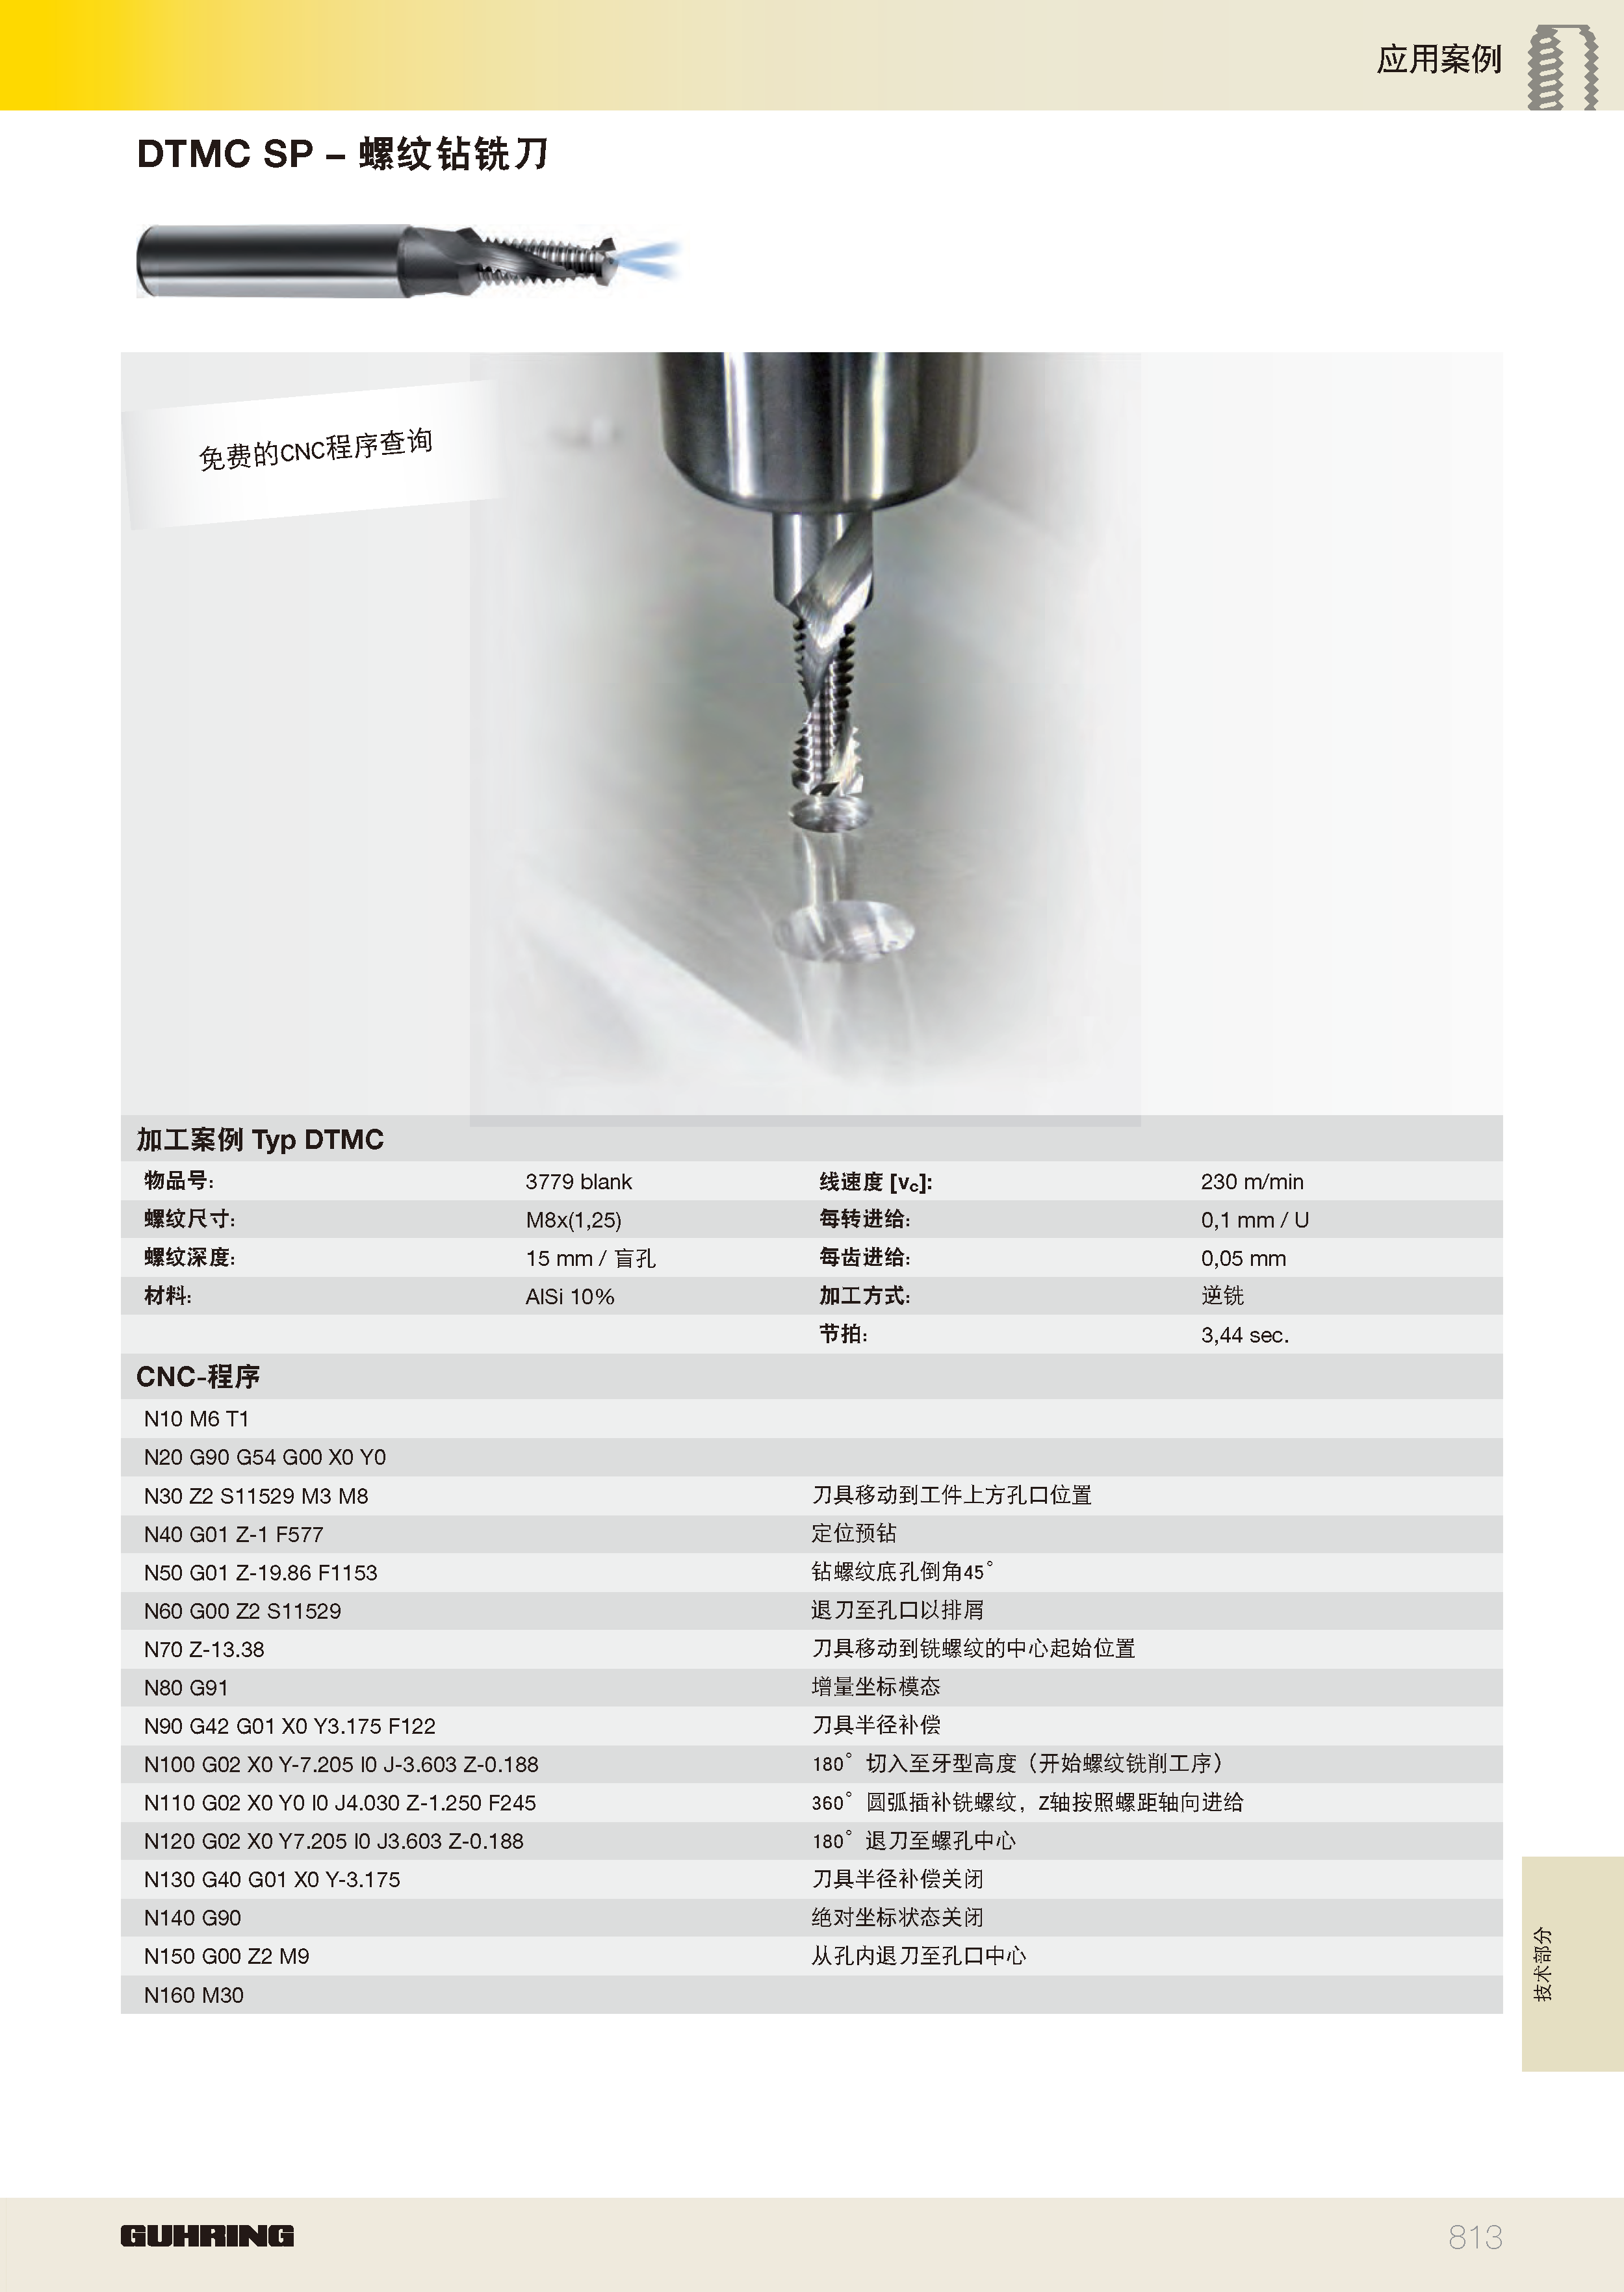 应用案例
DTMC SP – 螺纹钻铣刀
免费的CNC程序查询
加工案例 Typ DTMC
物品号: 3779 blank 线速度 [vc]: 230 m/min
螺纹尺寸: M8x(1,25) 每转进给: 0,1 mm / U
螺纹深度: 15 mm / 盲孔 每齿进给: 0,05 mm
材料: AlSi 10% 加工方式: 逆铣
节拍: 3,44 sec.
CNC-程序
N10 M6 T1
N20 G90 G54 G00 X0 Y0
N30 Z2 S11529 M3 M8 刀具移动到工件上方孔口位置
N40 G01 Z-1 F577 定位预钻
N50 G01 Z-19.86 F1153 钻螺纹底孔倒角45°
N60 G00 Z2 S11529 退刀至孔口以排屑
N70 Z-13.38 刀具移动到铣螺纹的中心起始位置
N80 G91 增量坐标模态
N90 G42 G01 X0 Y3.175 F122 刀具半径补偿
N100 G02 X0 Y-7.205 I0 J-3.603 Z-0.188 180° 切入至牙型高度（开始螺纹铣削工序）
N110 G02 X0 Y0 I0 J4.030 Z-1.250 F245 360° 圆弧插补铣螺纹，Z轴按照螺距轴向进给
N120 G02 X0 Y7.205 I0 J3.603 Z-0.188 180° 退刀至螺孔中心
N130 G40 G01 X0 Y-3.175 刀具半径补偿关闭
N140 G90 绝对坐标状态关闭
N150 G00 Z2 M9 从孔内退刀至孔口中心
N160 M30
技术部分
GUHRING
813